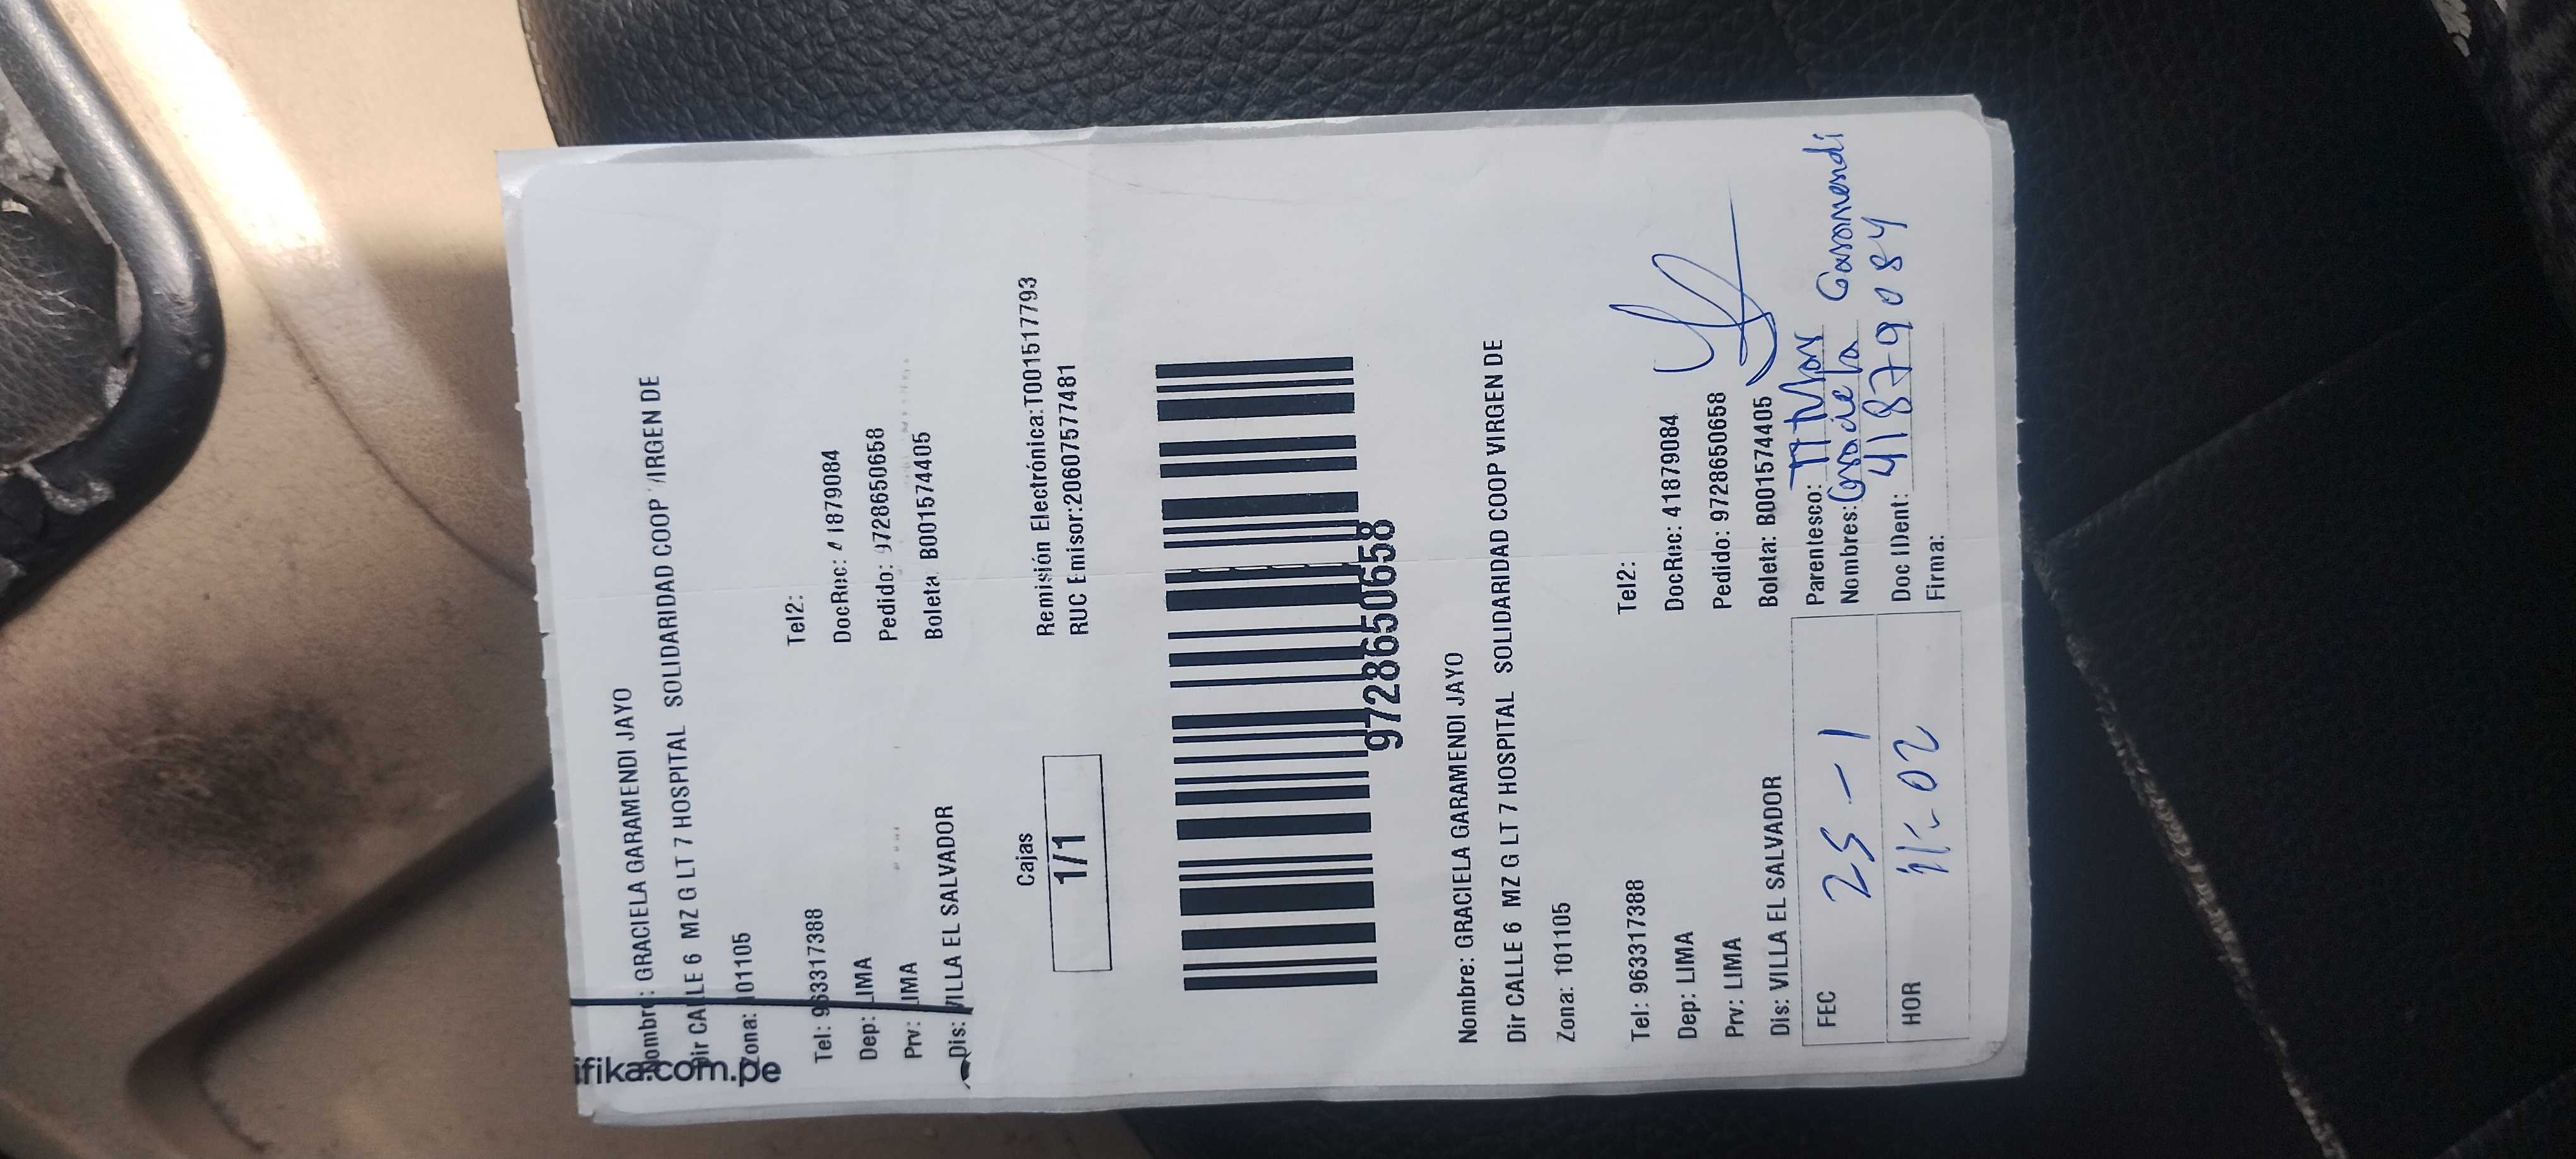 Nombre: GRACIELA GARAMENDI JAYO
Dir CALLE 6 MZ G LT 7 HOSPITAL SOLIDARIDAD COOP VIRGEN DE
Zona: 101105
ifika.com.pe
Tel: 963317388 Tel2:
Dep: LIMA DocRec: 41879084
Prv: LIMA Pedido: 9728650658
Dis: VILLA EL SALVADOR Boleta: B001574405
Cajas
1/1
Remisión Electrónica:T001517793
RUC Emisor:20607577481
9728650658
Nombre: GRACIELA GARAMENDI JAYO
Dir CALLE 6 MZ G LT 7 HOSPITAL SOLIDARIDAD COOP VIRGEN DE
Zona: 101105
Tel: 963317388 Tel2:
Dep: LIMA DocRec: 41879084
Prv: LIMA Pedido: 9728650658
Dis: VILLA EL SALVADOR Boleta: B001574405
FEC 25-1
HOR 11:02
Parentesco:
Nombres: Graciela Garamendi
Doc IDent: 41879084
Firma: